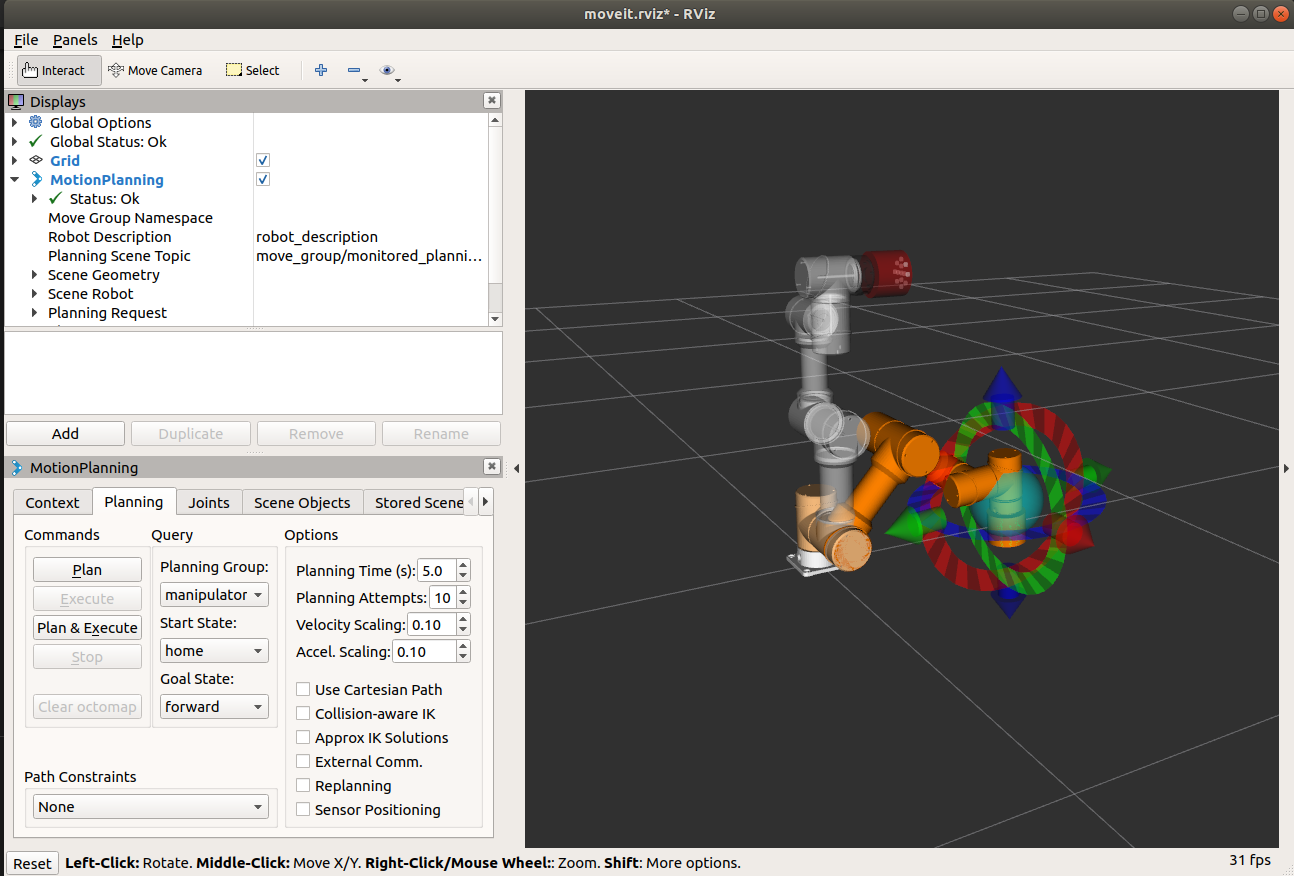 moveit.rviz* - RViz
File Panels Help
Interact Move Camera Select
Displays
Global Options
Global Status: Ok
Grid
MotionPlanning
Status: Ok
Move Group Namespace
Robot Description robot_description
Planning Scene Topic move_group/monitored_planni...
Scene Geometry
Scene Robot
Planning Request
Add Duplicate Remove Rename
MotionPlanning
Context Planning Joints Scene Objects Stored Scene
Commands Query Options
Plan
Execute
Plan & Execute
Stop
Clear octomap
Planning Group:
manipulator
Start State:
home
Goal State:
forward
Planning Time (s): 5.0
Planning Attempts: 10
Velocity Scaling: 0.10
Accel. Scaling: 0.10
Use Cartesian Path
Collision-aware IK
Approx IK Solutions
External Comm.
Replanning
Sensor Positioning
Path Constraints
None
Reset Left-Click: Rotate. Middle-Click: Move X/Y. Right-Click/Mouse Wheel:: Zoom. Shift: More options. 31 fps